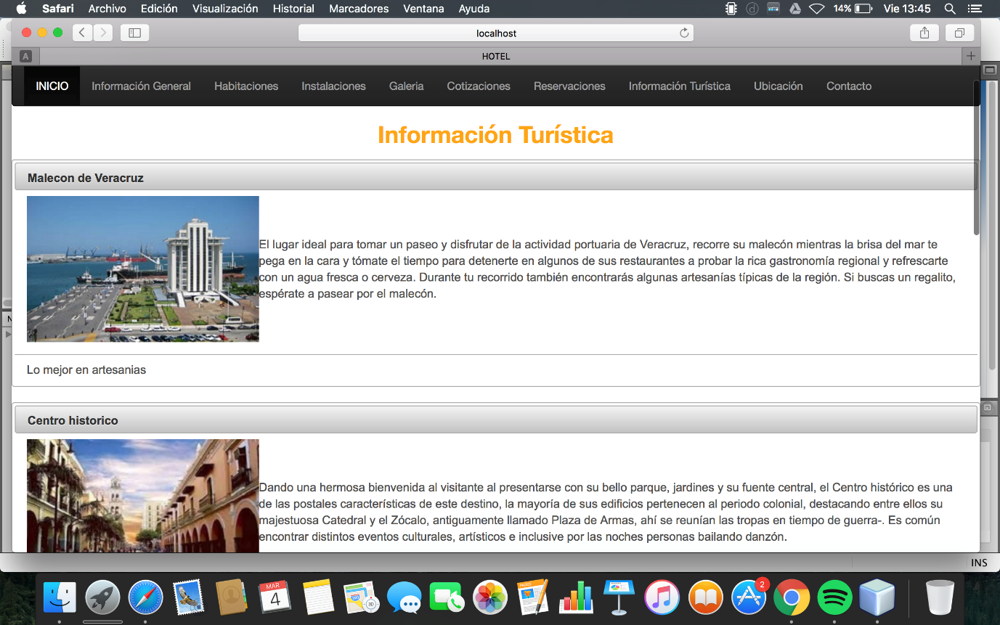 Safari Archivo Edición Visualización Historial Marcadores Ventana Ayuda 14% Vie 13:45
localhost
A HOTEL
INICIO Información General Habitaciones Instalaciones Galeria Cotizaciones Reservaciones Información Turística Ubicación Contacto
Información Turística
Malecon de Veracruz
El lugar ideal para tomar un paseo y disfrutar de la actividad portuaria de Veracruz, recorre su malecón mientras la brisa del mar te
pega en la cara y tómate el tiempo para detenerte en algunos de sus restaurantes a probar la rica gastronomía regional y refrescarte
con un agua fresca o cerveza. Durante tu recorrido también encontrarás algunas artesanías típicas de la región. Si buscas un regalito,
espérate a pasear por el malecón.
Lo mejor en artesanias
Centro historico
Dando una hermosa bienvenida al visitante al presentarse con su bello parque, jardines y su fuente central, el Centro histórico es una
de las postales características de este destino, la mayoría de sus edificios pertenecen al periodo colonial, destacando entre ellos su
majestuosa Catedral y el Zócalo, antiguamente llamado Plaza de Armas, ahí se reunían las tropas en tiempo de guerra-. Es común
encontrar distintos eventos culturales, artísticos e inclusive por las noches personas bailando danzón.
INS
MAR
4
3D
2